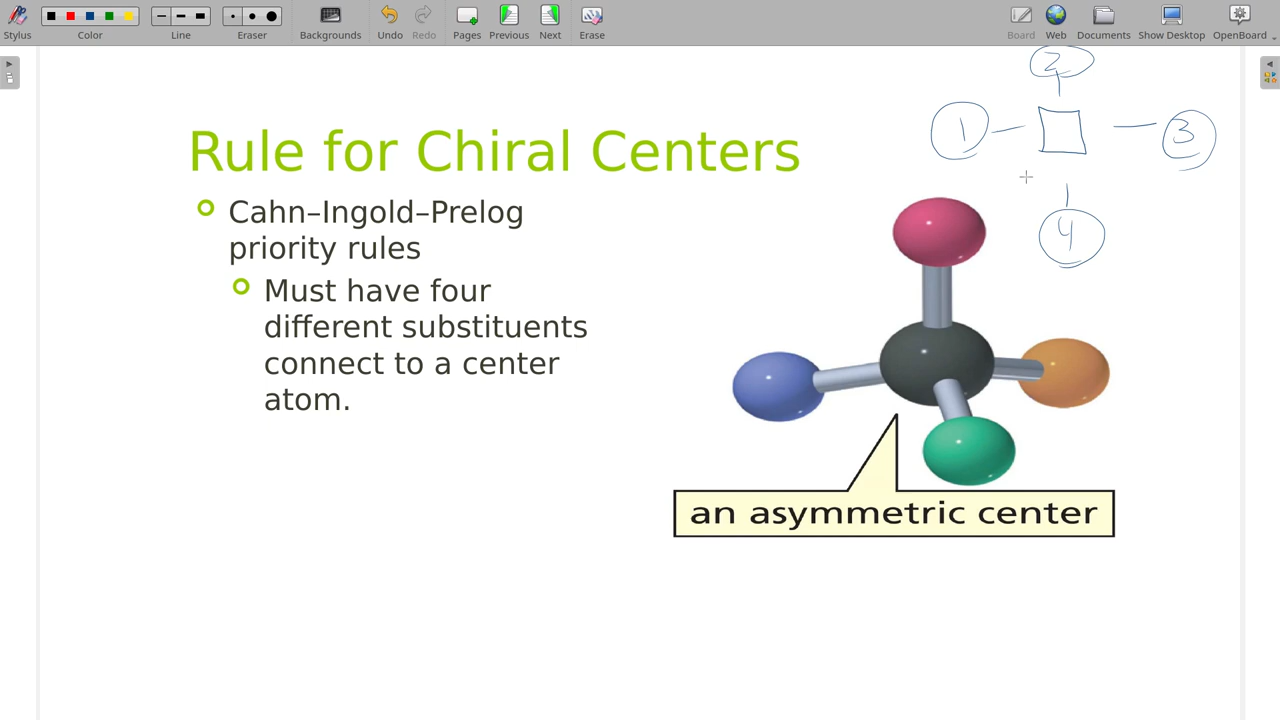 Stylus
Color
Line
Eraser
Backgrounds
Undo
Redo
Pages
Previous
Next
Erase
Board
Web
Documents
Show Desktop
OpenBoard
2
1
3
4
Rule for Chiral Centers
Cahn–Ingold–Prelog
priority rules
Must have four
different substituents
connect to a center
atom.
an asymmetric center